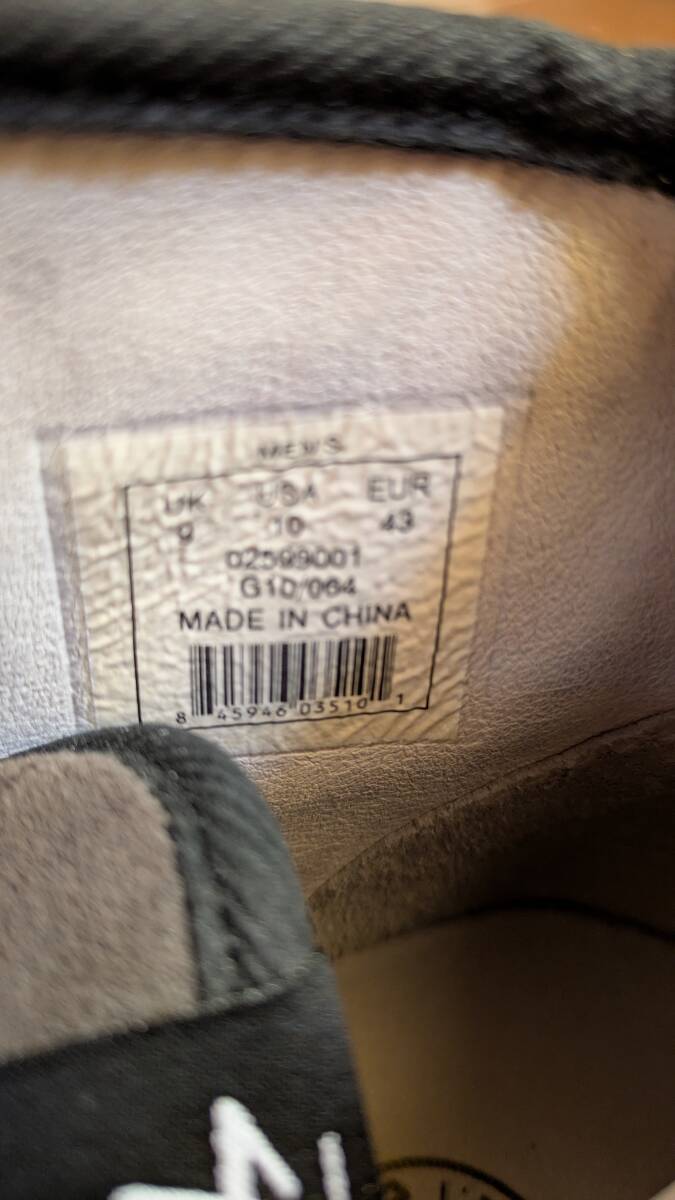 MEN'S
UK USA EUR
9 10 43
02599001
G10/064
MADE IN CHINA
8 45946 03510 1